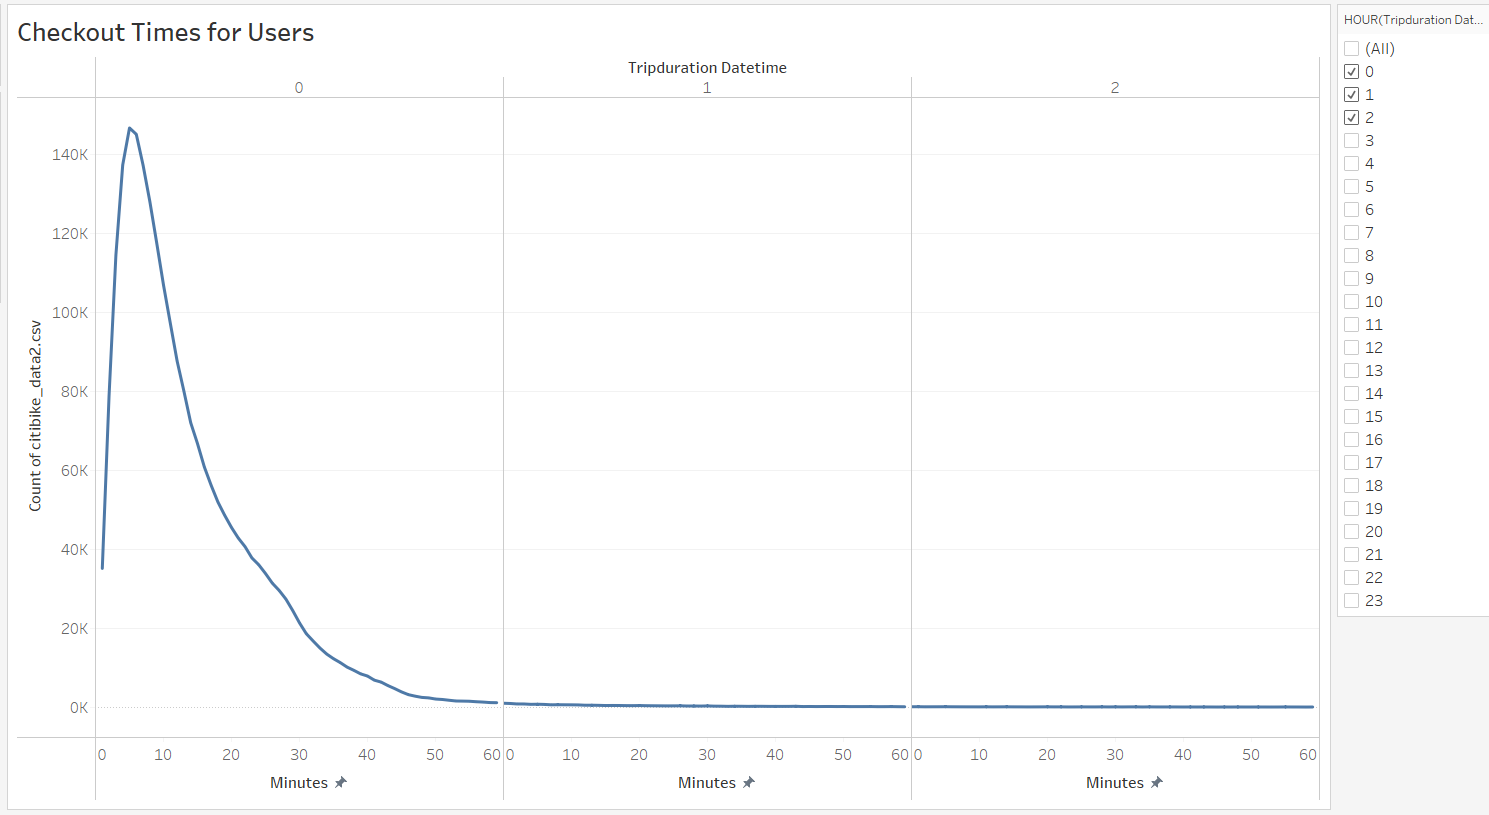 Checkout Times for Users
Tripduration Datetime
0 1 2
Count of citibike_data2.csv
140K
120K
100K
80K
60K
40K
20K
0K
0 10 20 30 40 50 60 0 10 20 30 40 50 60 0 10 20 30 40 50 60
Minutes Minutes Minutes
HOUR(Tripduration Dat...
(All)
0
1
2
3
4
5
6
7
8
9
10
11
12
13
14
15
16
17
18
19
20
21
22
23